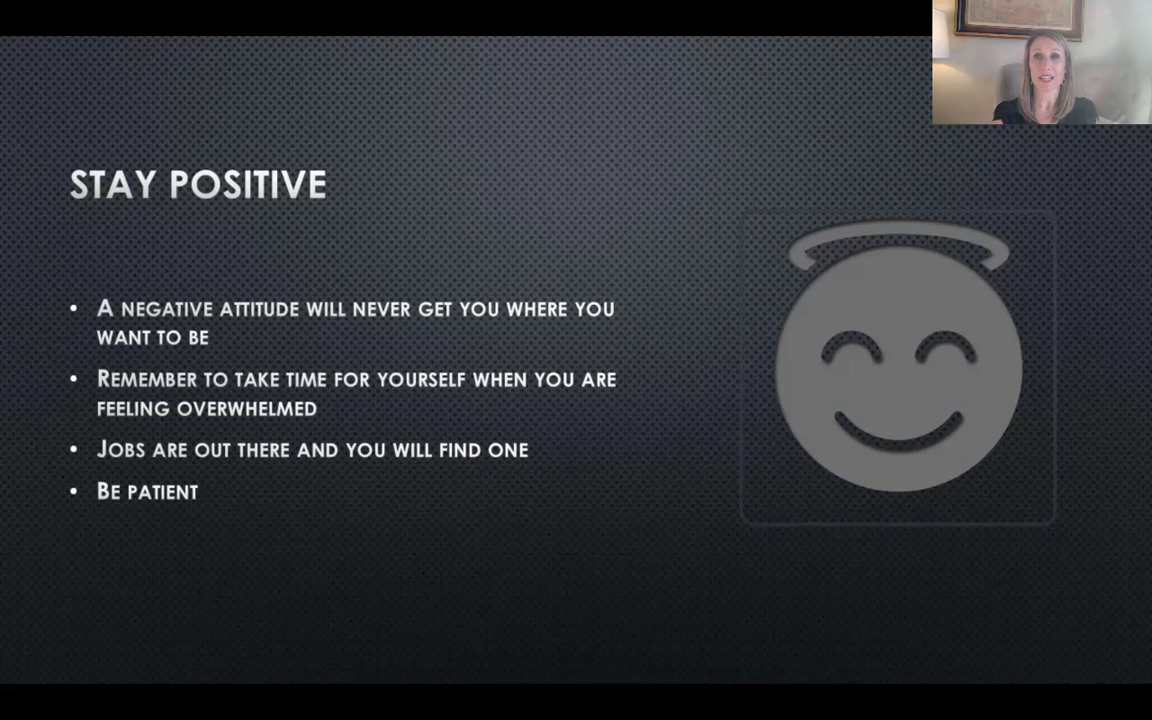 STAY POSITIVE
• A NEGATIVE ATTITUDE WILL NEVER GET YOU WHERE YOU
WANT TO BE
• REMEMBER TO TAKE TIME FOR YOURSELF WHEN YOU ARE
FEELING OVERWHELMED
• JOBS ARE OUT THERE AND YOU WILL FIND ONE
• BE PATIENT